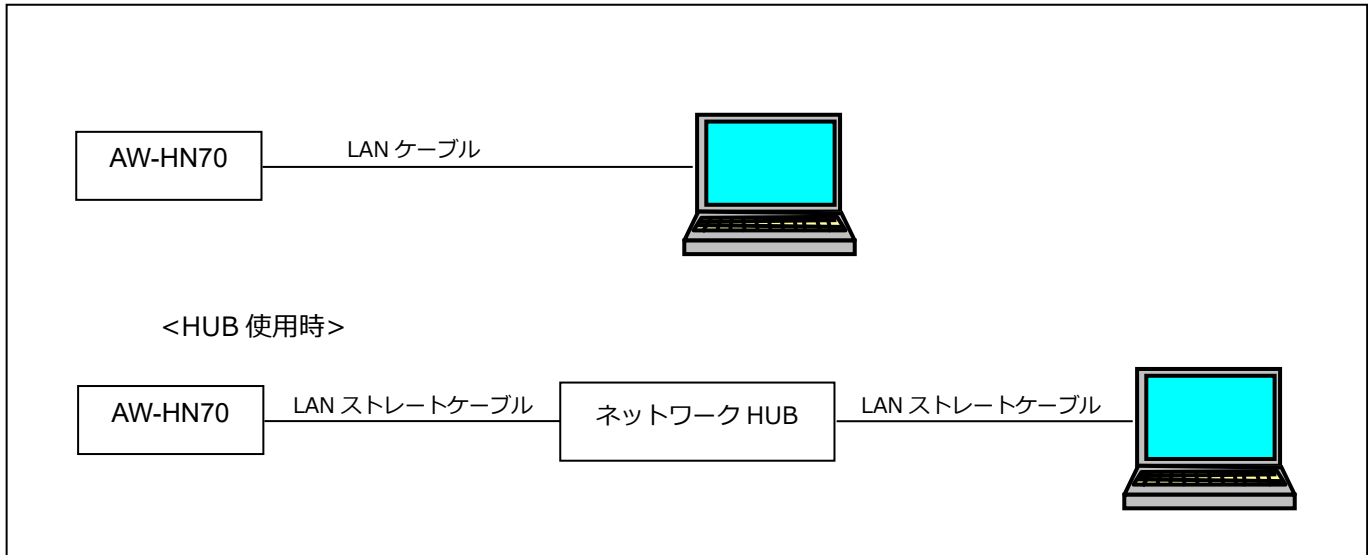 AW-HN70
LAN ケーブル
<HUB 使用時>
AW-HN70
LAN ストレートケーブル
ネットワーク HUB
LAN ストレートケーブル